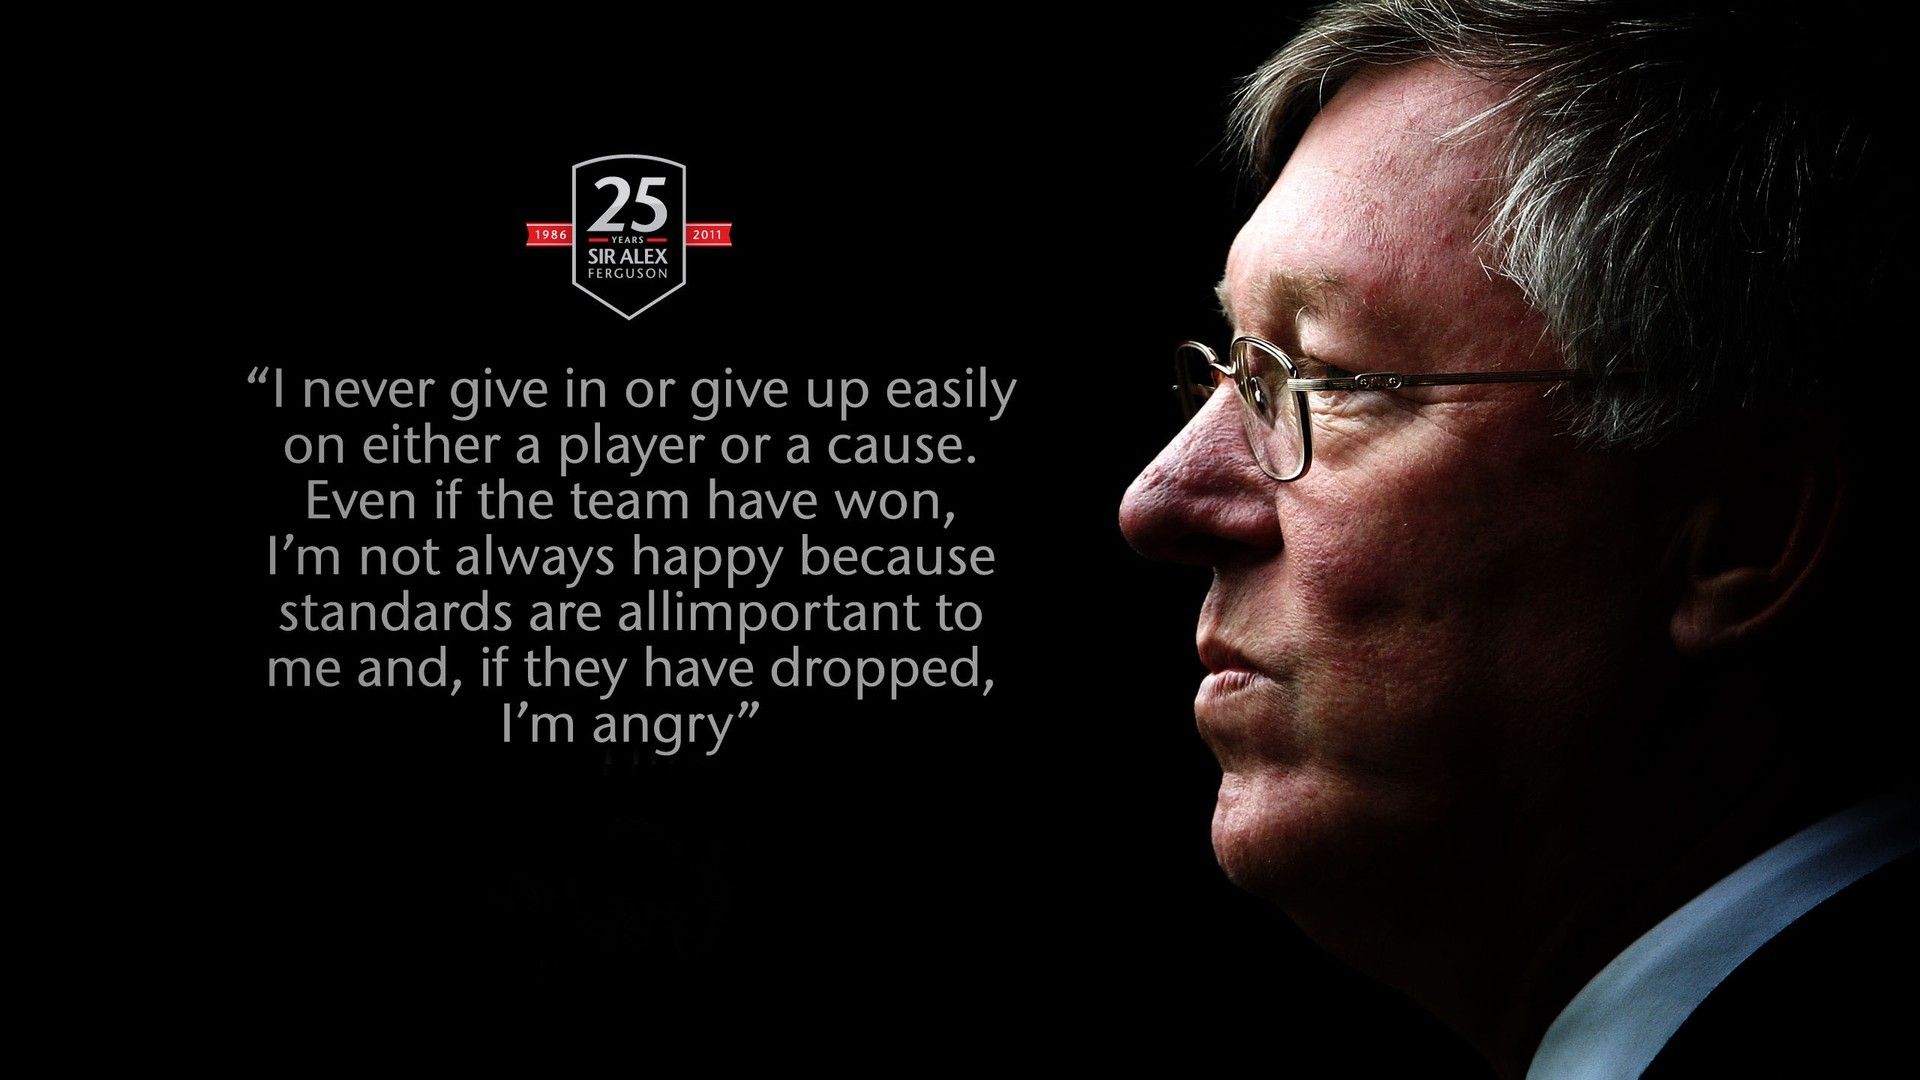 25
1986 YEARS 2011
SIR ALEX
FERGUSON
“I never give in or give up easily
on either a player or a cause.
Even if the team have won,
I’m not always happy because
standards are allimportant to
me and, if they have dropped,
I’m angry”